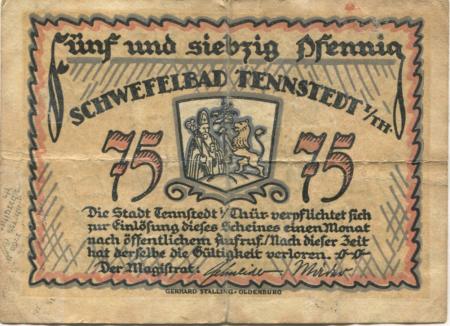 fünf und siebzig Pfennig
SCHWEFELBAD TENNSTEDT i/TH.
75 75
Die Stadt Tennstedt i/Thür verpflichtet sich
zur Einlösung dieses Scheines einen Monat
nach öffentlichem Aufruf. Nach dieser Zeit
hat derselbe die Gültigkeit verloren.
Der Magistrat:
GERHARD STALLING-OLDENBURG